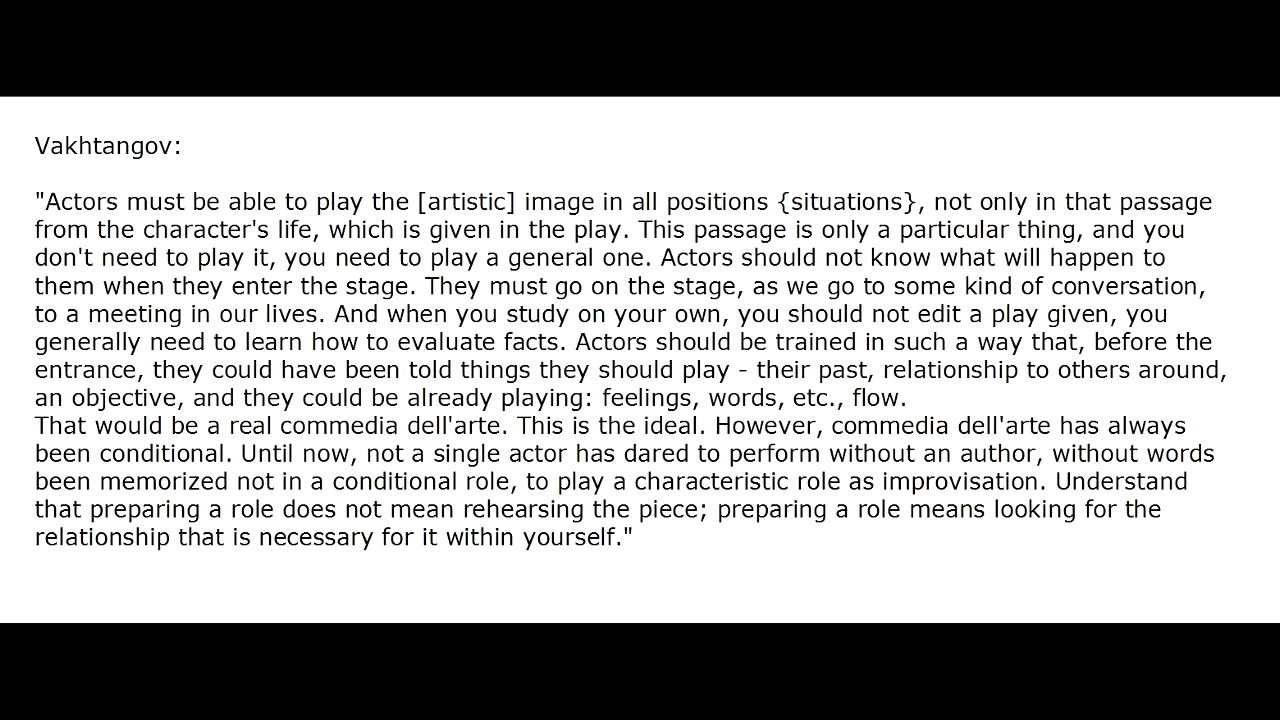 Vakhtangov:
"Actors must be able to play the [artistic] image in all positions {situations}, not only in that passage
from the character's life, which is given in the play. This passage is only a particular thing, and you
don't need to play it, you need to play a general one. Actors should not know what will happen to
them when they enter the stage. They must go on the stage, as we go to some kind of conversation,
to a meeting in our lives. And when you study on your own, you should not edit a play given, you
generally need to learn how to evaluate facts. Actors should be trained in such a way that, before the
entrance, they could have been told things they should play - their past, relationship to others around,
an objective, and they could be already playing: feelings, words, etc., flow.
That would be a real commedia dell'arte. This is the ideal. However, commedia dell'arte has always
been conditional. Until now, not a single actor has dared to perform without an author, without words
been memorized not in a conditional role, to play a characteristic role as improvisation. Understand
that preparing a role does not mean rehearsing the piece; preparing a role means looking for the
relationship that is necessary for it within yourself."